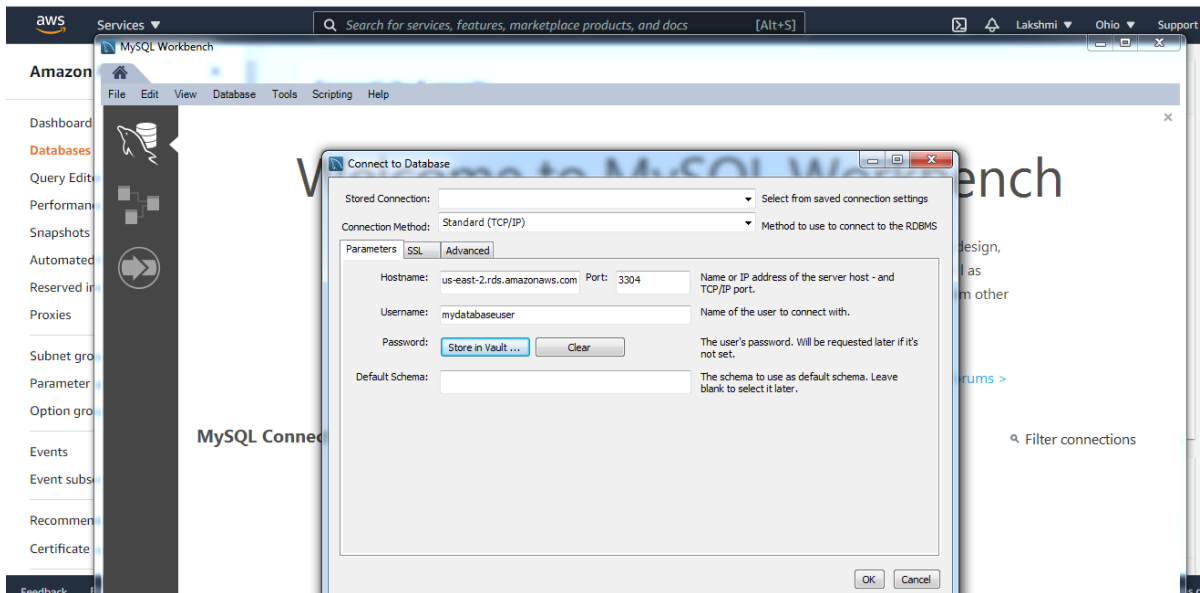 aws
Services ▼
Search for services, features, marketplace products, and docs
[Alt+S]
Lakshmi ▼
Ohio ▼
Support
MySQL Workbench
Amazon
File Edit View Database Tools Scripting Help
Dashboard
Databases
Query Edit
Performan
Snapshots
Automated
Reserved in
Proxies
Subnet gro
Parameter
Option gro
Events
Event subs
Recommen
Certificate
Feedback
Connect to Database
Stored Connection:
Select from saved connection settings
Connection Method:
Standard (TCP/IP)
Method to use to connect to the RDBMS
Parameters SSL Advanced
Hostname:
us-east-2.rds.amazonaws.com
Port:
3304
Name or IP address of the server host - and
TCP/IP port.
Username:
mydatabaseuser
Name of the user to connect with.
Password:
Store in Vault ...
Clear
The user's password. Will be requested later if it's
not set.
Default Schema:
The schema to use as default schema. Leave
blank to select it later.
OK
Cancel
Welcome to MySQL Workbench
design,
l as
m other
rums >
MySQL Connec
Filter connections